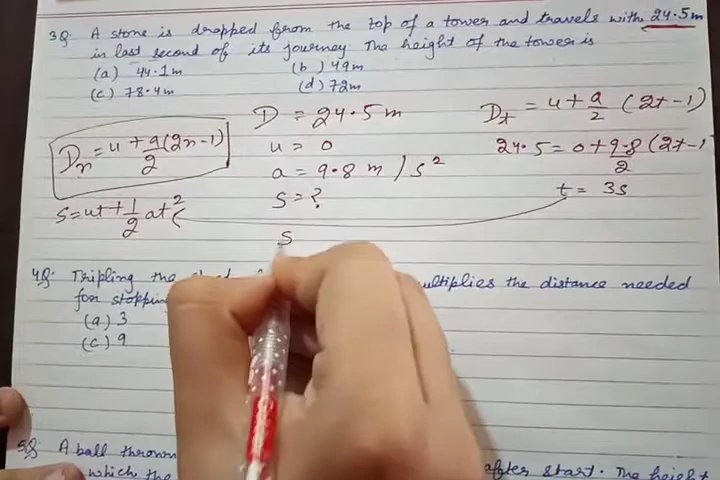 3Q. A stone is dropped from the top of a tower and travels with 24.5m
in last second of its journey The height of the tower is
(a) 44.1m (b) 49m
(c) 78.4m (d) 72m
D = 24.5m
u = 0
a = 9.8 m/s²
S = ?
Dₙ = u + a/2 (2n-1)
S = ut + 1/2 at²
Dₜ = u + a/2 (2t-1)
24.5 = 0 + 9.8/2 (2t-1)
t = 3s
S
4Q. Tripling the multiplies the distance needed
for stopping
(a) 3
(c) 9
5Q. A ball thrown after start. The height
which the